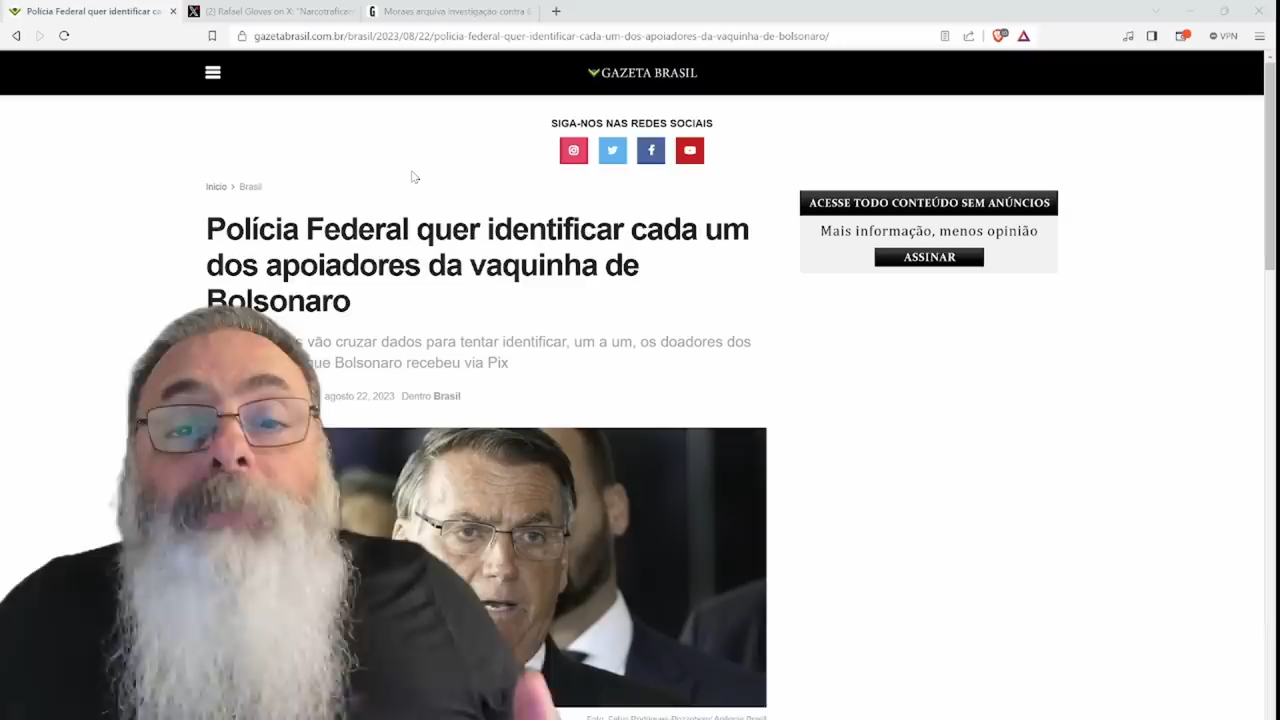 Polícia Federal quer identificar ca
(2) Rafael Gloves on X: "Narcotrafican
Moraes arquiva investigação contra
gazetabrasil.com.br/brasil/2023/08/22/policia-federal-quer-identificar-cada-um-dos-apoiadores-da-vaquinha-de-bolsonaro/
VPN
GAZETA BRASIL
SIGA-NOS NAS REDES SOCIAIS
Início > Brasil
ACESSE TODO CONTEÚDO SEM ANÚNCIOS
Mais informação, menos opinião
ASSINAR
Polícia Federal quer identificar cada um
dos apoiadores da vaquinha de
Bolsonaro
vão cruzar dados para tentar identificar, um a um, os doadores dos
que Bolsonaro recebeu via Pix
agosto 22, 2023 Dentro Brasil